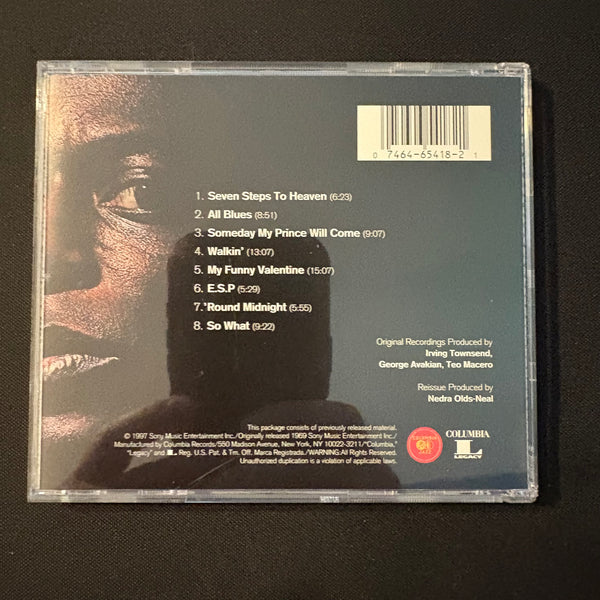 0 7464-65418-2 1
1. Seven Steps To Heaven (6:23)
2. All Blues (8:51)
3. Someday My Prince Will Come (9:07)
4. Walkin' (13:07)
5. My Funny Valentine (15:07)
6. E.S.P (5:29)
7. 'Round Midnight (5:55)
8. So What (9:22)
Original Recordings Produced by
Irving Townsend,
George Avakian, Teo Macero
Reissue Produced by
Nedra Olds-Neal
This package consists of previously released material.
© 1997 Sony Music Entertainment Inc./Originally released 1969 Sony Music Entertainment Inc./
Manufactured by Columbia Records/550 Madison Avenue, New York, NY 10022-3211/"Columbia,"
"Legacy" and L Reg. U.S. Pat. & Tm. Off. Marca Registrada./WARNING:All Rights Reserved.
Unauthorized duplication is a violation of applicable laws.
COLUMBIA
JAZZ
COLUMBIA
L
LEGACY